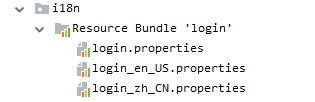 i18n
Resource Bundle 'login'
login.properties
login_en_US.properties
login_zh_CN.properties